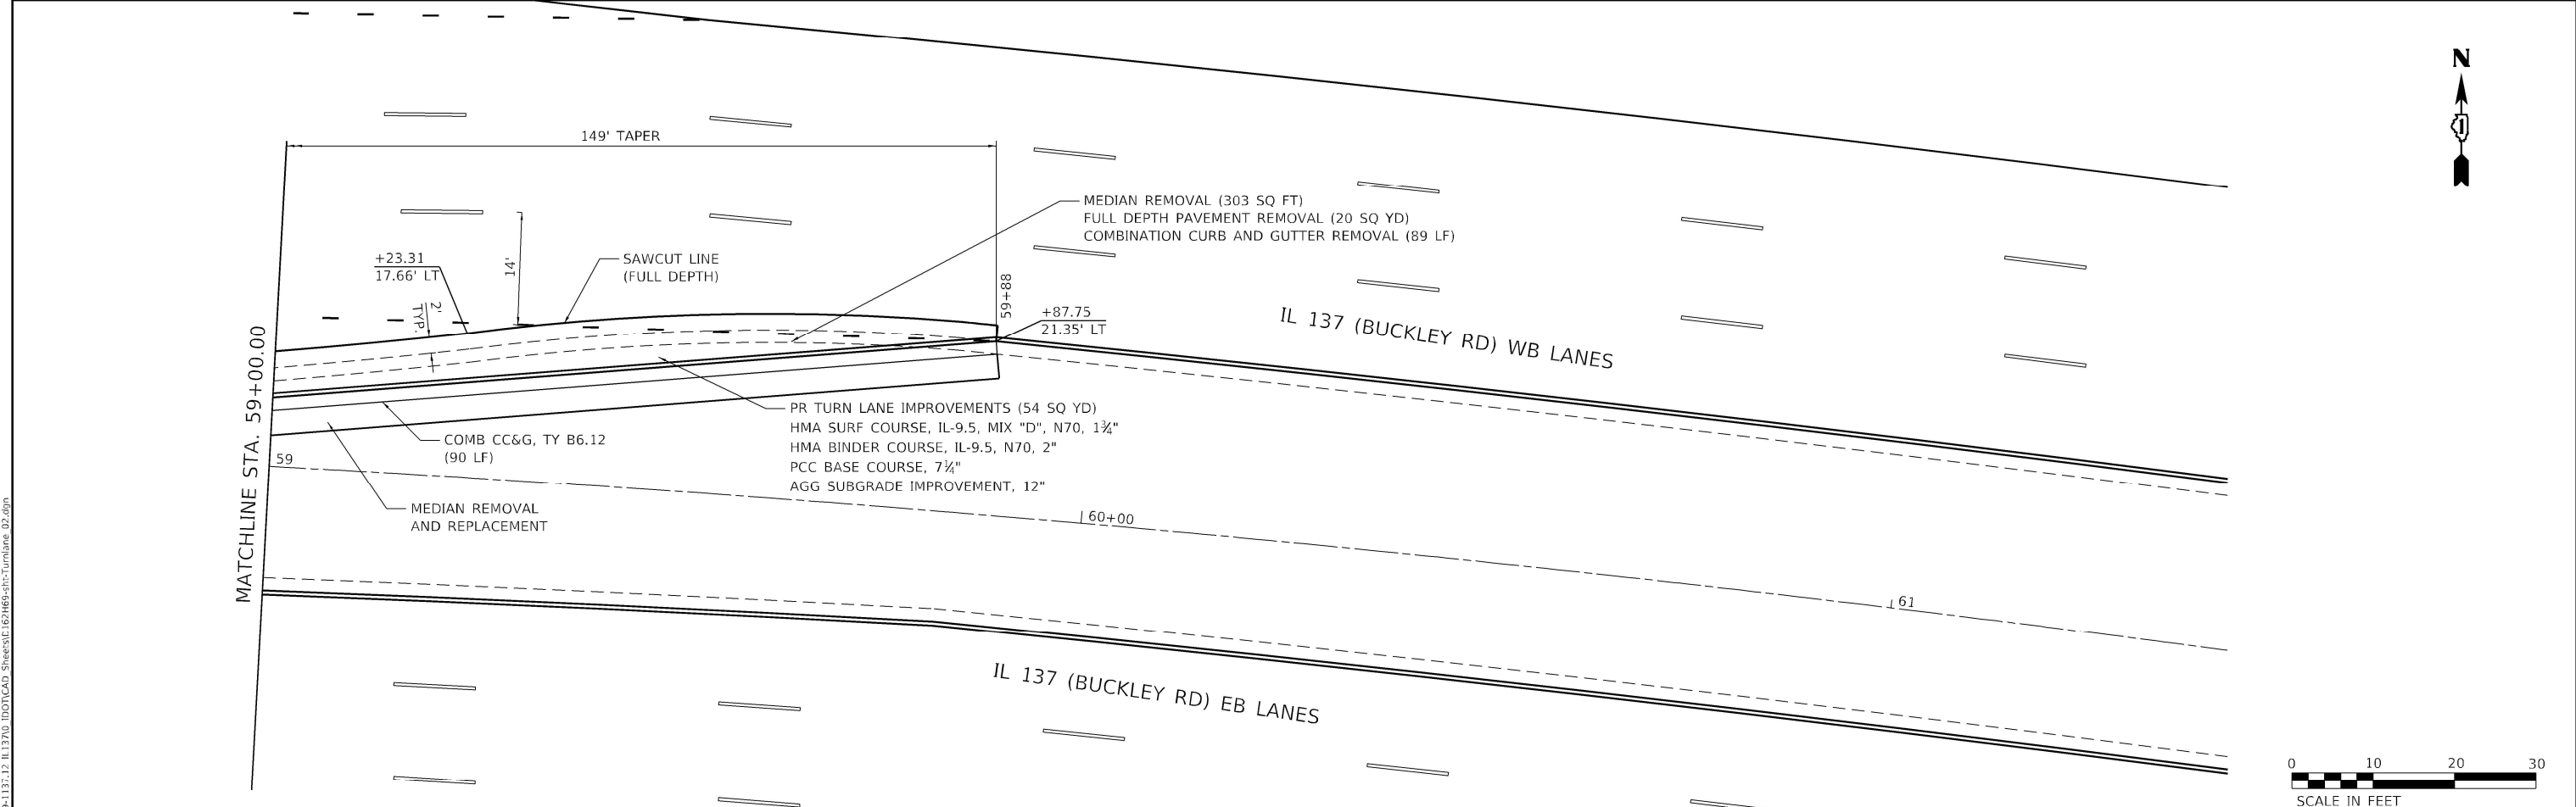 N
149' TAPER
MEDIAN REMOVAL (303 SQ FT)
FULL DEPTH PAVEMENT REMOVAL (20 SQ YD)
COMBINATION CURB AND GUTTER REMOVAL (89 LF)
+23.31
17.66' LT
14'
SAWCUT LINE
(FULL DEPTH)
2'
TYP.
59+88
+87.75
21.35' LT
IL 137 (BUCKLEY RD) WB LANES
MATCHLINE STA. 59+00.00
PR TURN LANE IMPROVEMENTS (54 SQ YD)
HMA SURF COURSE, IL-9.5, MIX "D", N70, 1¾"
HMA BINDER COURSE, IL-9.5, N70, 2"
PCC BASE COURSE, 7¼"
AGG SUBGRADE IMPROVEMENT, 12"
COMB CC&G, TY B6.12
(90 LF)
59
MEDIAN REMOVAL
AND REPLACEMENT
60+00
61
IL 137 (BUCKLEY RD) EB LANES
0 10 20 30
SCALE IN FEET